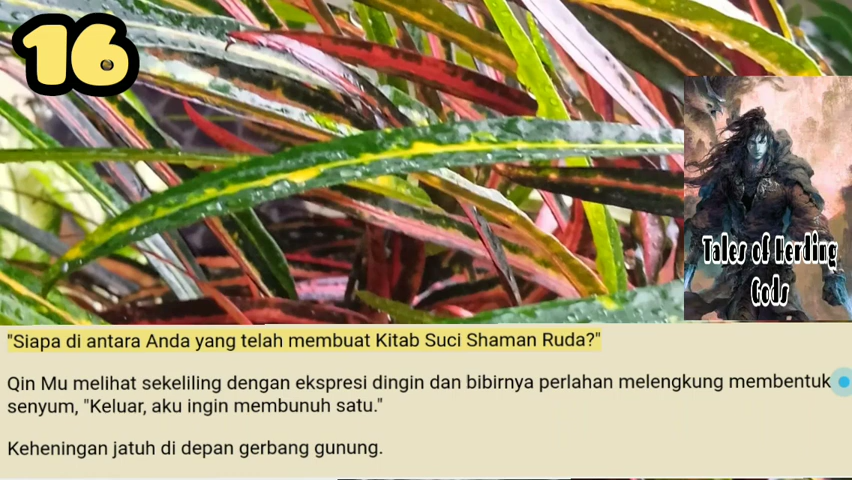 16
Tales of Herding
Gods
"Siapa di antara Anda yang telah membuat Kitab Suci Shaman Ruda?"
Qin Mu melihat sekeliling dengan ekspresi dingin dan bibirnya perlahan melengkung membentuk
senyum, "Keluar, aku ingin membunuh satu."
Keheningan jatuh di depan gerbang gunung.